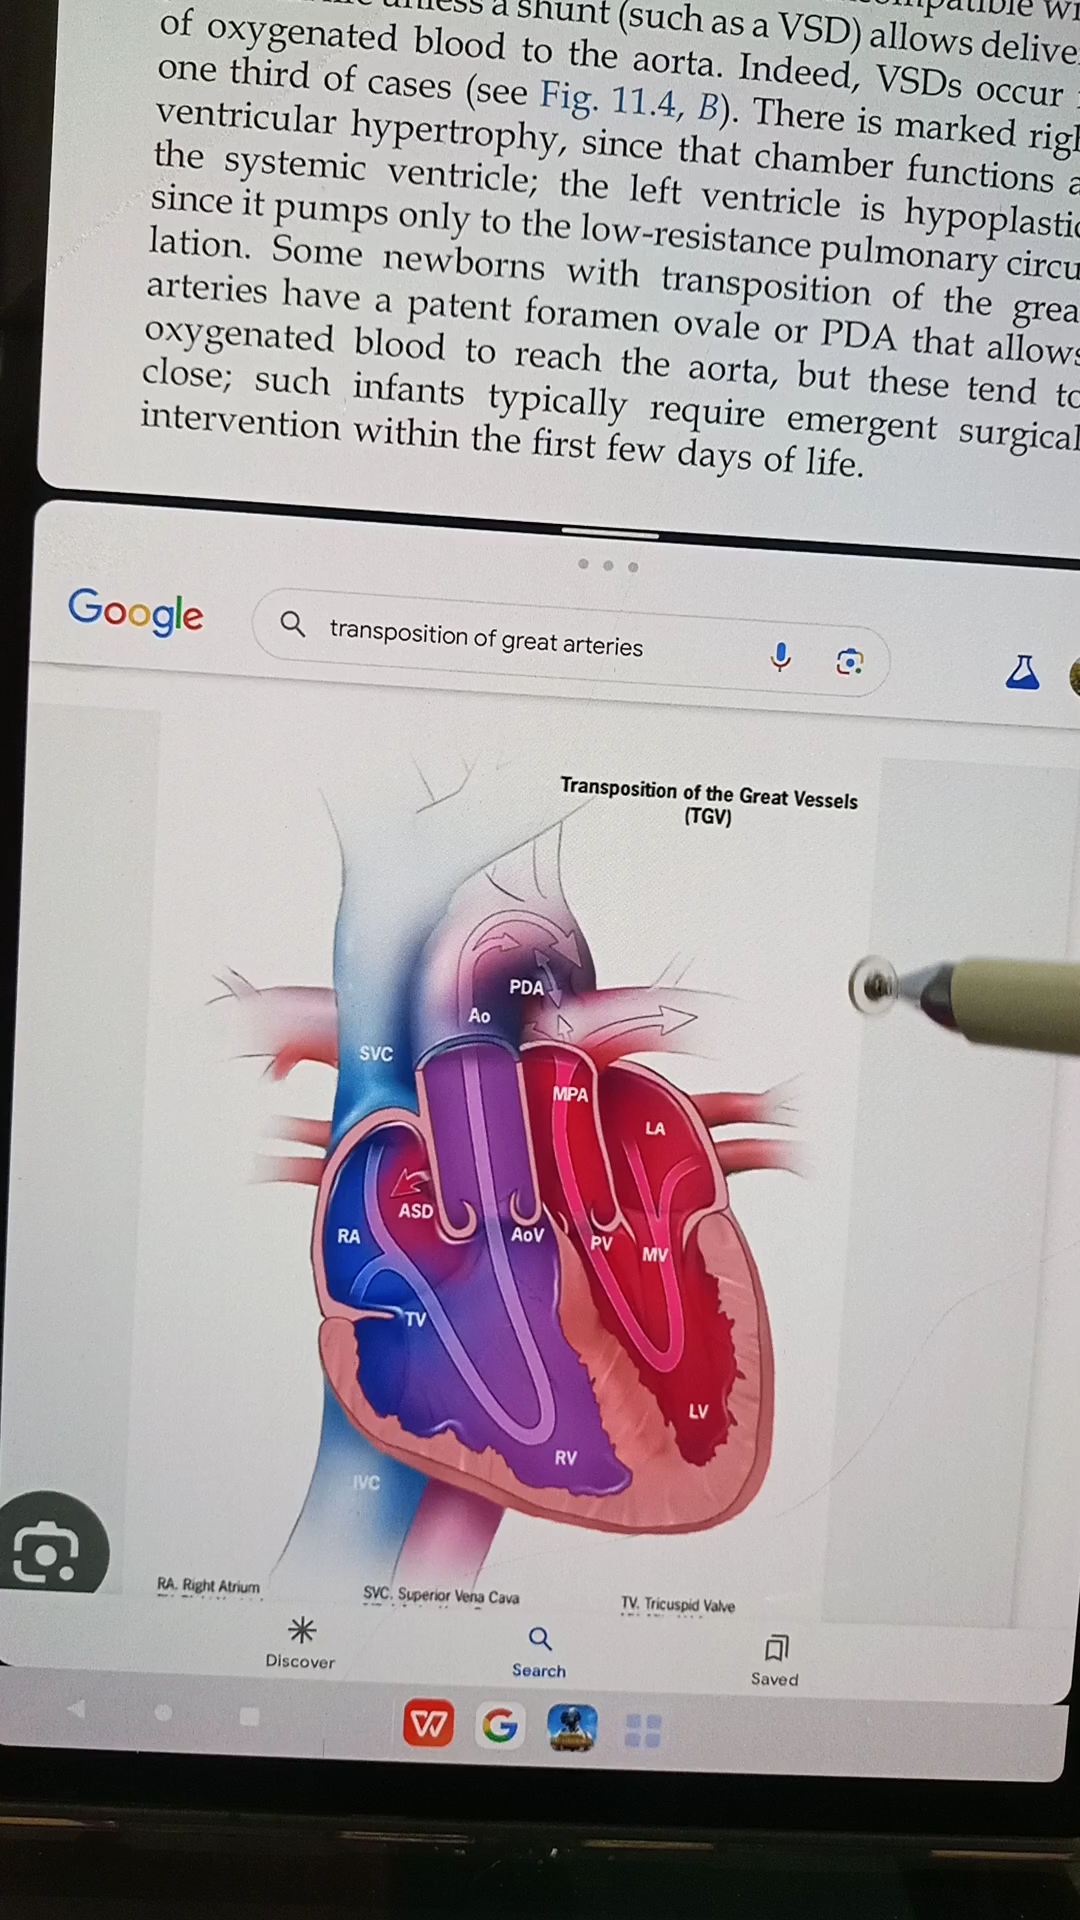 unless a shunt (such as a VSD) allows
of oxygenated blood to the aorta. Indeed, VSDs occur
one third of cases (see Fig. 11.4, B). There is marked
ventricular hypertrophy, since that chamber functions
the systemic ventricle; the left ventricle is
since it pumps only to the low-resistance pulmonary
lation. Some newborns with transposition of the
arteries have a patent foramen ovale or PDA that
oxygenated blood to reach the aorta, but these tend
close; such infants typically require emergent surgical
intervention within the first few days of life.
Google
transposition of great arteries
Transposition of the Great Vessels
(TGV)
PDA
Ao
SVC
MPA
LA
ASD
RA
AoV
PV
MV
TV
LV
RV
IVC
RA. Right Atrium
SVC. Superior Vena Cava
TV. Tricuspid Valve
Discover
Search
Saved